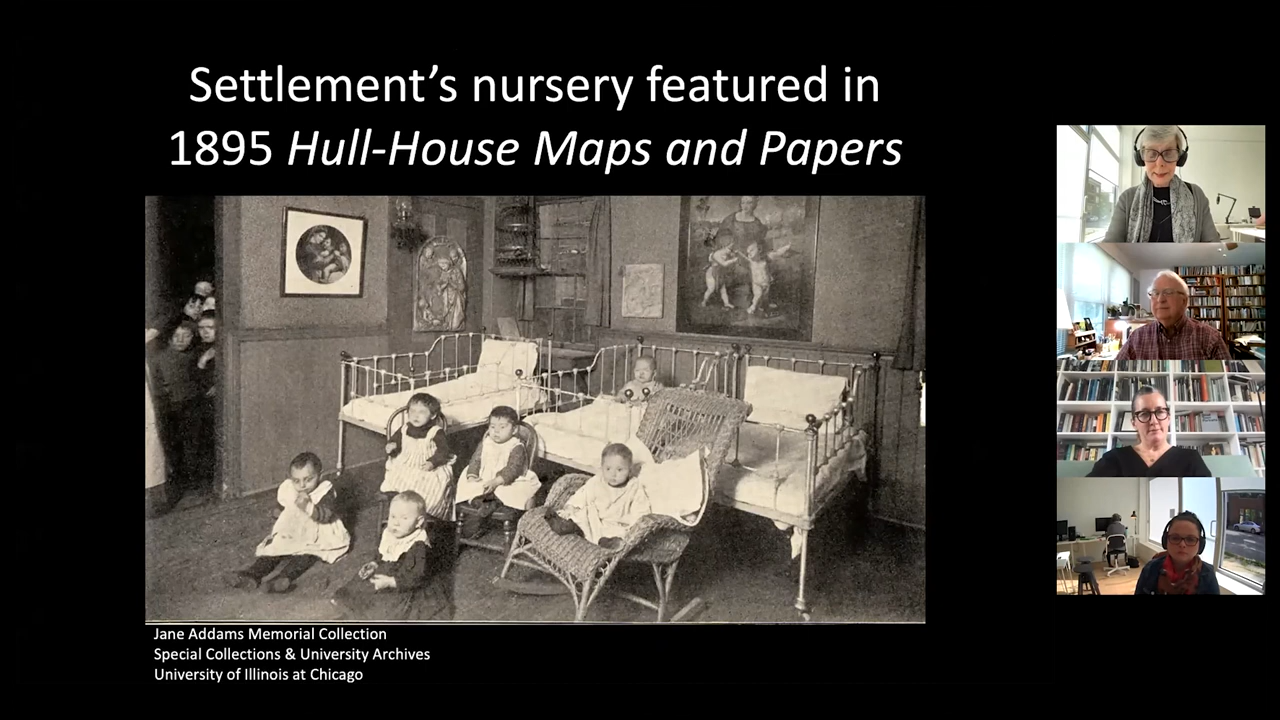 Settlement’s nursery featured in
1895 Hull-House Maps and Papers
Jane Addams Memorial Collection
Special Collections & University Archives
University of Illinois at Chicago